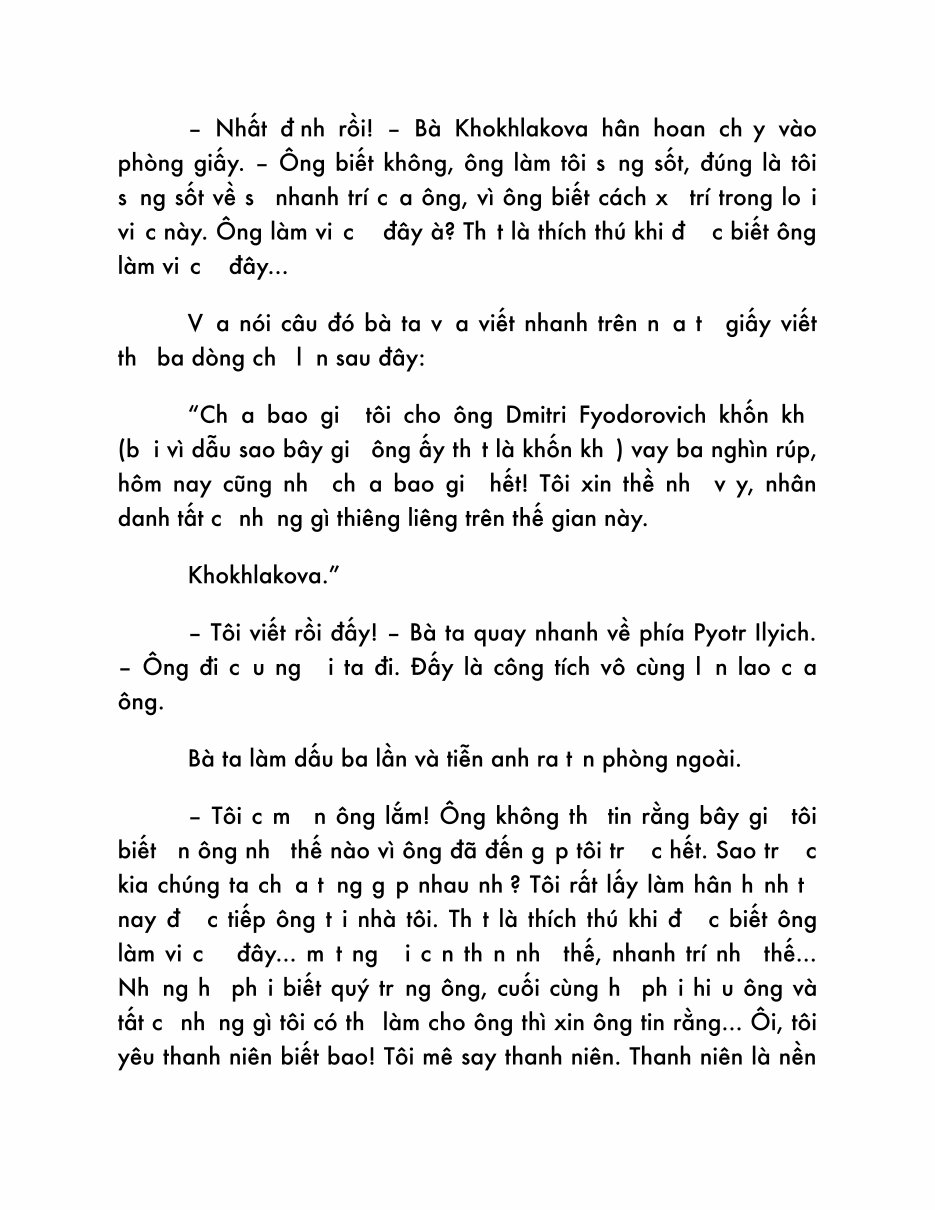 – Nhất đ nh rồi! – Bà Khokhlakova hân hoan ch y vào
phòng giấy. – Ông biết không, ông làm tôi s ng sốt, đúng là tôi
s ng sốt về s nhanh trí c a ông, vì ông biết cách x trí trong lo i
vi c này. Ông làm vi c đây à? Th t là thích thú khi đ c biết ông
làm vi c đây...
V a nói câu đó bà ta v a viết nhanh trên n a t giấy viết
th ba dòng ch l n sau đây:
“Ch a bao gi tôi cho ông Dmitri Fyodorovich khốn kh
(b i vì dẫu sao bây gi ông ấy th t là khốn kh ) vay ba nghìn rúp,
hôm nay cũng nh ch a bao gi hết! Tôi xin thề nh v y, nhân
danh tất c nh ng gì thiêng liêng trên thế gian này.
Khokhlakova.”
– Tôi viết rồi đấy! – Bà ta quay nhanh về phía Pyotr Ilyich.
– Ông đi c u ng i ta đi. Đấy là công tích vô cùng l n lao c a
ông.
Bà ta làm dấu ba lần và tiễn anh ra t n phòng ngoài.
– Tôi c m n ông lắm! Ông không th tin rằng bây gi tôi
biết n ông nh thế nào vì ông đã đến g p tôi tr c hết. Sao tr c
kia chúng ta ch a t ng g p nhau nh ? Tôi rất lấy làm hân h nh t
nay đ c tiếp ông t i nhà tôi. Th t là thích thú khi đ c biết ông
làm vi c đây... m t ng i c n th n nh thế, nhanh trí nh thế...
Nh ng h ph i biết quý tr ng ông, cuối cùng h ph i hi u ông và
tất c nh ng gì tôi có th làm cho ông thì xin ông tin rằng... Ôi, tôi
yêu thanh niên biết bao! Tôi mê say thanh niên. Thanh niên là nền